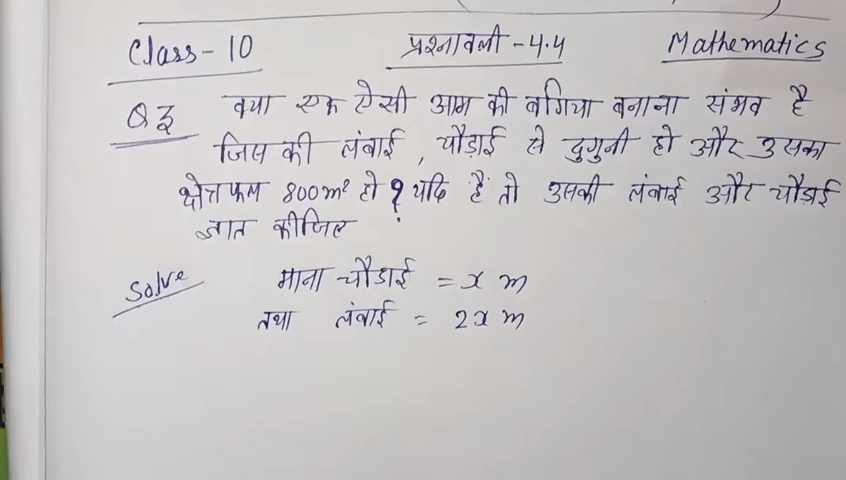 Class - 10 प्रश्नावली - 4.4 Mathematics
Q3 क्या एक ऐसी आम की बगिया बनाना संभव है
जिस की लंबाई , चौड़ाई से दुगुनी हो और उसका
क्षेत्रफल 800m² हो ? यदि हैं तो उसकी लंबाई और चौड़ाई
ज्ञात कीजिए
Solve माना चौडाई = x m
तथा लंबाई = 2x m